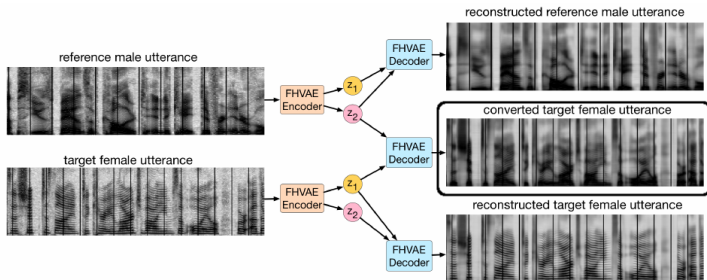 reference male utterance
FHVAE
Encoder
z1
z2
FHVAE
Decoder
reconstructed reference male utterance
FHVAE
Decoder
converted target female utterance
target female utterance
FHVAE
Encoder
z1
z2
FHVAE
Decoder
reconstructed target female utterance